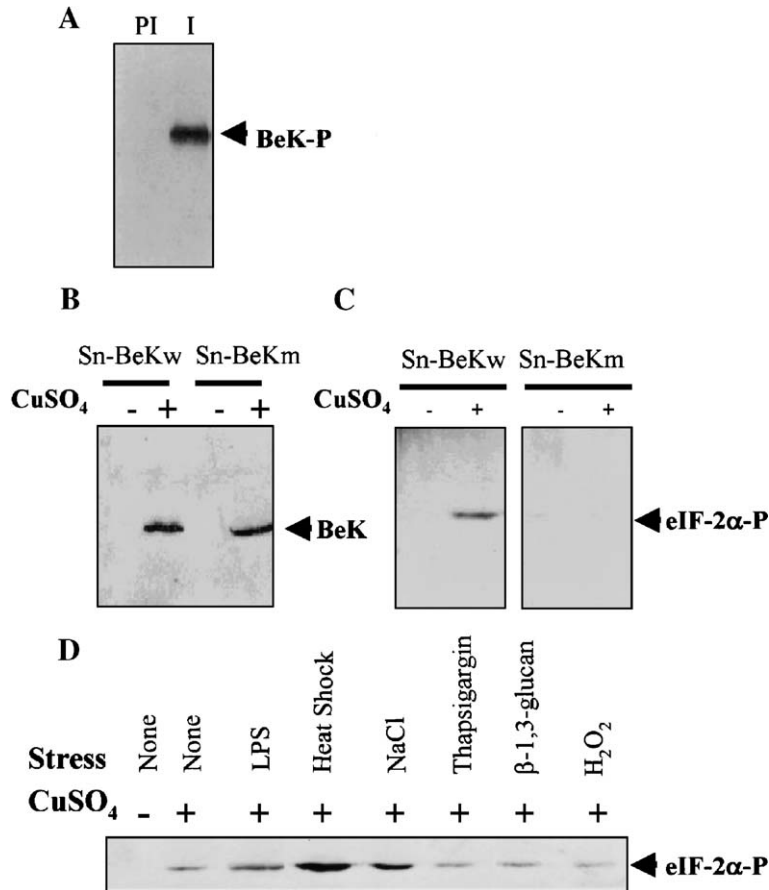 A
PI I
BeK-P
B
C
Sn-BeKw Sn-BeKm
CuSO4 - + - +
BeK
Sn-BeKw Sn-BeKm
CuSO4 - + - +
eIF-2α-P
D
Stress None None LPS Heat Shock NaCl Thapsigargin β-1,3-glucan H2O2
CuSO4 - + + + + + + +
eIF-2α-P